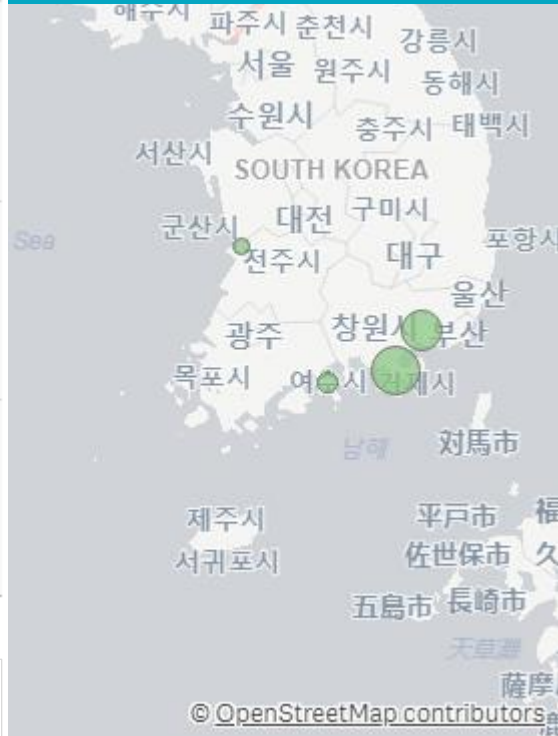 해주시
파주시 춘천시
강릉시
서울 원주시
동해시
수원시
충주시 태백시
서산시
SOUTH KOREA
군산시 대전 구미시
Sea
포항시
전주시 대구
울산
광주 창원시 부산
목포시 여수시 거제시
남해
対馬市
제주시 平戸市 福
서귀포시 佐世保市 久
五島市 長崎市
天草灘
薩摩
© OpenStreetMap contributors